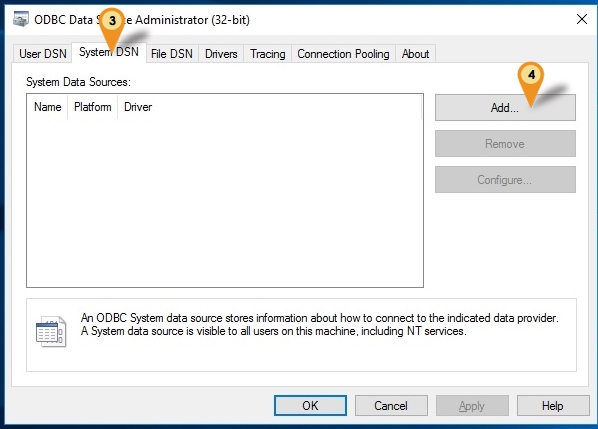 ODBC Data Source Administrator (32-bit)
3
User DSN System DSN File DSN Drivers Tracing Connection Pooling About
System Data Sources:
4
Name Platform Driver
Add...
Remove
Configure...
An ODBC System data source stores information about how to connect to the indicated data provider.
A System data source is visible to all users on this machine, including NT services.
OK Cancel Apply Help